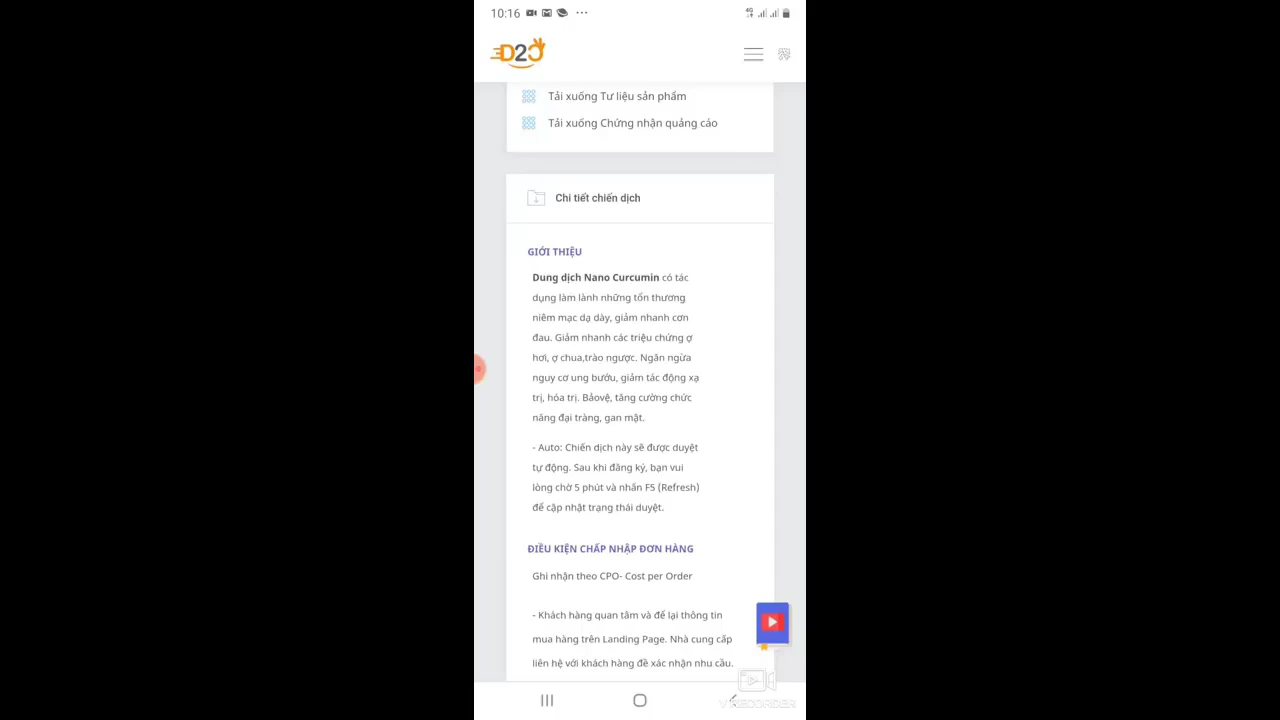 10:16
4G
D2C
Tải xuống Tư liệu sản phẩm
Tải xuống Chứng nhận quảng cáo
Chi tiết chiến dịch
GIỚI THIỆU
Dung dịch Nano Curcumin có tác
dụng làm lành những tổn thương
niêm mạc dạ dày, giảm nhanh cơn
đau. Giảm nhanh các triệu chứng ợ
hơi, ợ chua,trào ngược. Ngăn ngừa
nguy cơ ung bướu, giảm tác động xạ
trị, hóa trị. Bảovệ, tăng cường chức
năng đại tràng, gan mật.
- Auto: Chiến dịch này sẽ được duyệt
tự động. Sau khi đăng ký, bạn vui
lòng chờ 5 phút và nhấn F5 (Refresh)
để cập nhật trạng thái duyệt.
ĐIỀU KIỆN CHẤP NHẬP ĐƠN HÀNG
Ghi nhận theo CPO- Cost per Order
- Khách hàng quan tâm và để lại thông tin
mua hàng trên Landing Page. Nhà cung cấp
liên hệ với khách hàng đề xác nhận nhu cầu.
VRECORDER